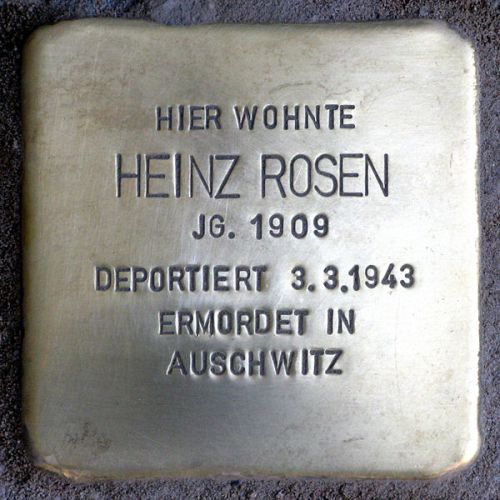 HIER WOHNTE
HEINZ ROSEN
JG. 1909
DEPORTIERT 3.3.1943
ERMORDET IN
AUSCHWITZ